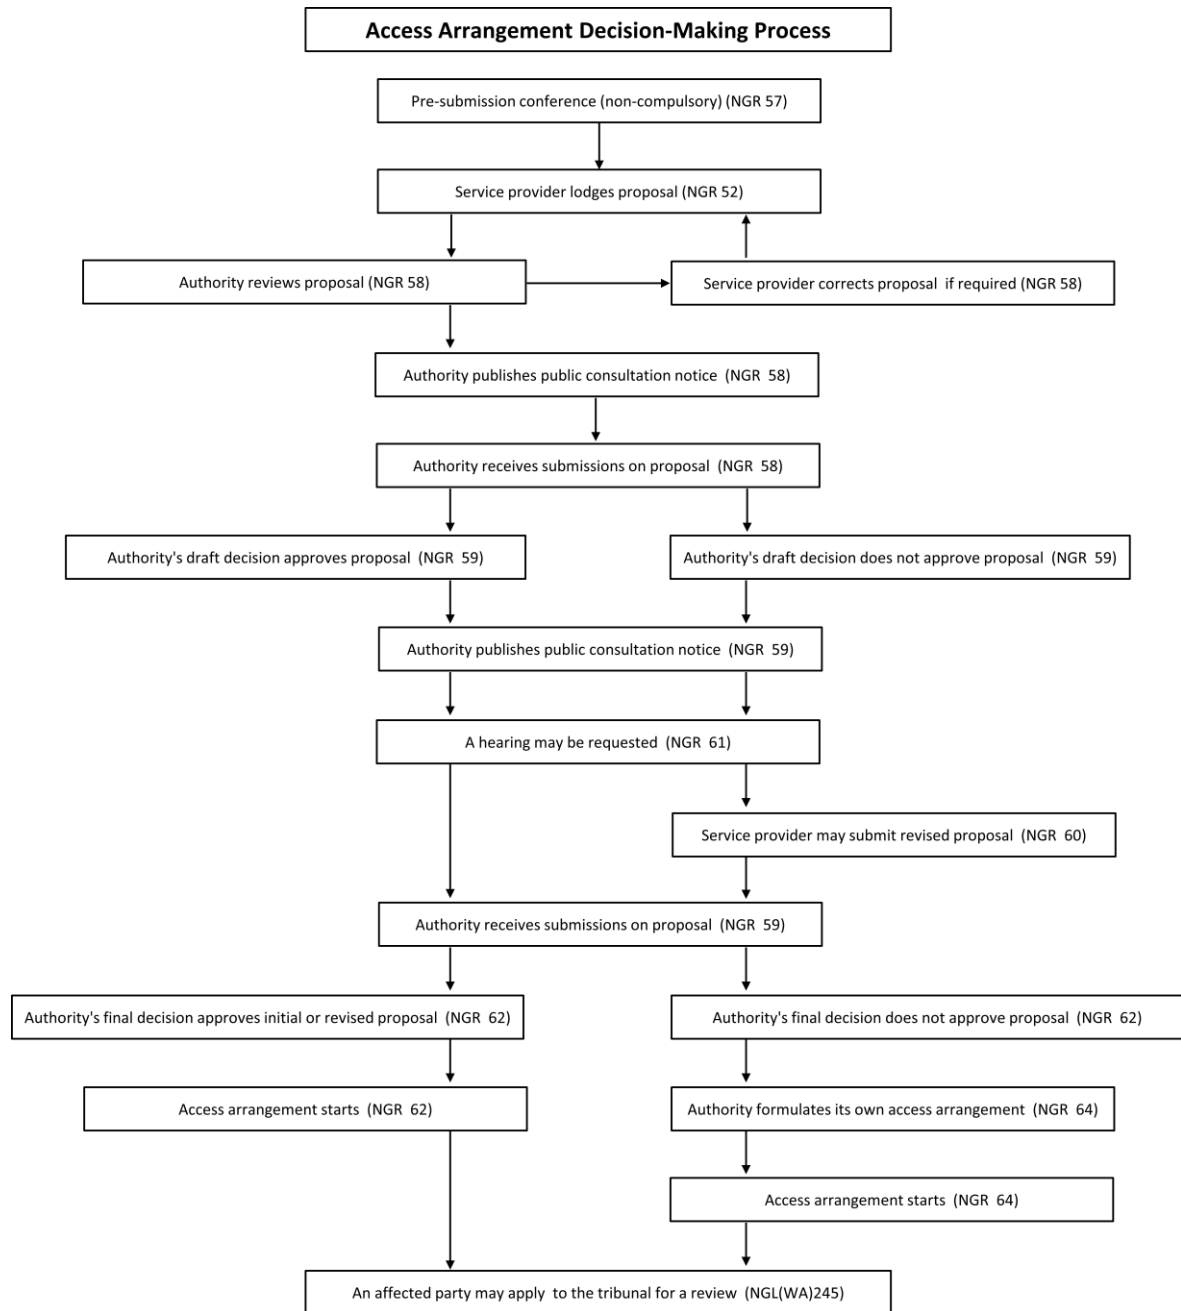 Access Arrangement Decision-Making Process
Pre-submission conference (non-compulsory) (NGR 57)
Service provider lodges proposal (NGR 52)
Authority reviews proposal (NGR 58)
Service provider corrects proposal if required (NGR 58)
Authority publishes public consultation notice (NGR 58)
Authority receives submissions on proposal (NGR 58)
Authority's draft decision approves proposal (NGR 59)
Authority's draft decision does not approve proposal (NGR 59)
Authority publishes public consultation notice (NGR 59)
A hearing may be requested (NGR 61)
Service provider may submit revised proposal (NGR 60)
Authority receives submissions on proposal (NGR 59)
Authority's final decision approves initial or revised proposal (NGR 62)
Authority's final decision does not approve proposal (NGR 62)
Access arrangement starts (NGR 62)
Authority formulates its own access arrangement (NGR 64)
Access arrangement starts (NGR 64)
An affected party may apply to the tribunal for a review (NGL(WA)245)